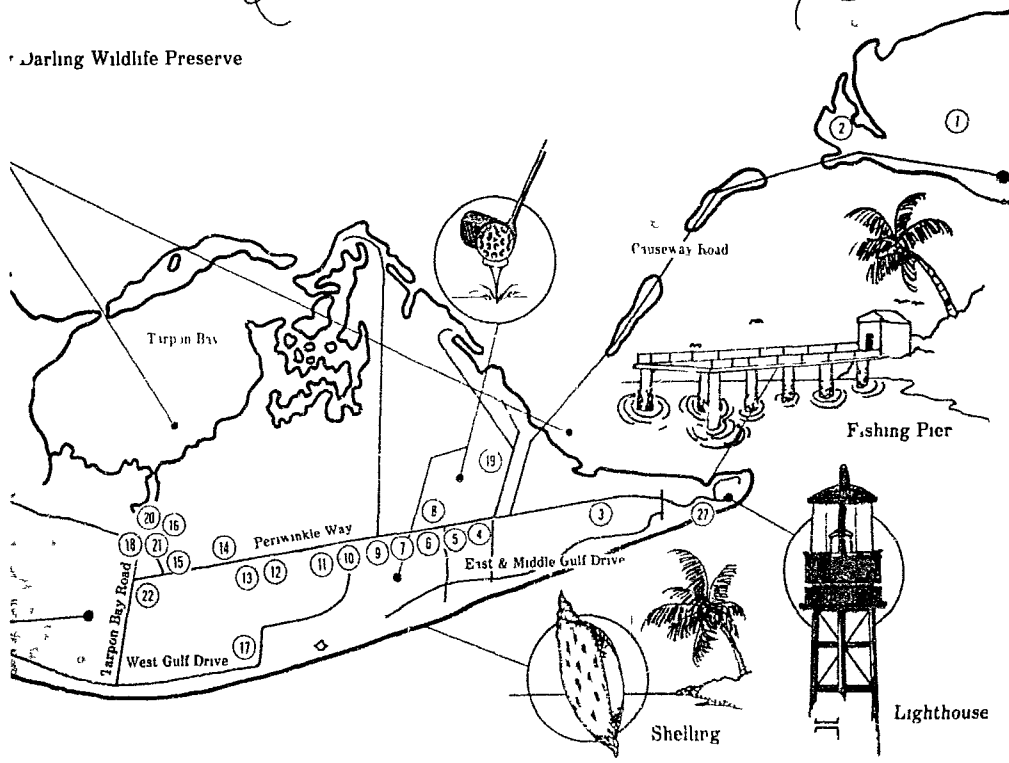 Darling Wildlife Preserve
1
2
Causeway Road
Tarpon Bay
Fishing Pier
19
20
16
8
3
27
Periwinkle Way
18
21
14
15
13
12
11
10
9
7
6
5
4
East & Middle Gulf Drive
22
Tarpon Bay Road
17
West Gulf Drive
Shelling
Lighthouse